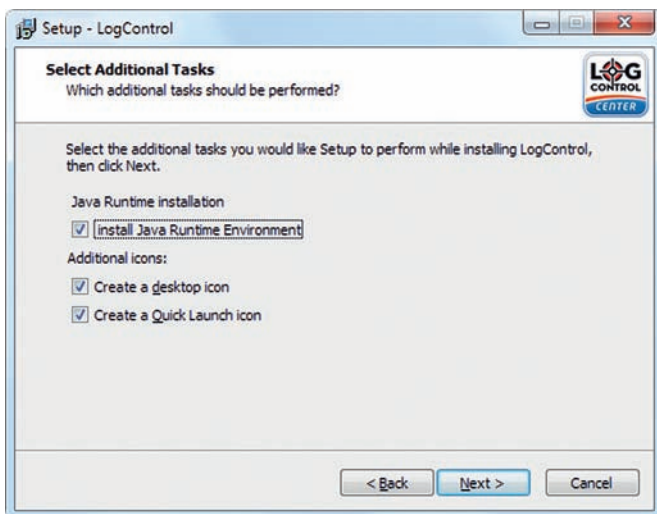 Setup - LogControl
Select Additional Tasks
Which additional tasks should be performed?
LOG
CONTROL
CENTER
Select the additional tasks you would like Setup to perform while installing LogControl,
then click Next.
Java Runtime installation
install Java Runtime Environment
Additional icons:
Create a desktop icon
Create a Quick Launch icon
< Back
Next >
Cancel